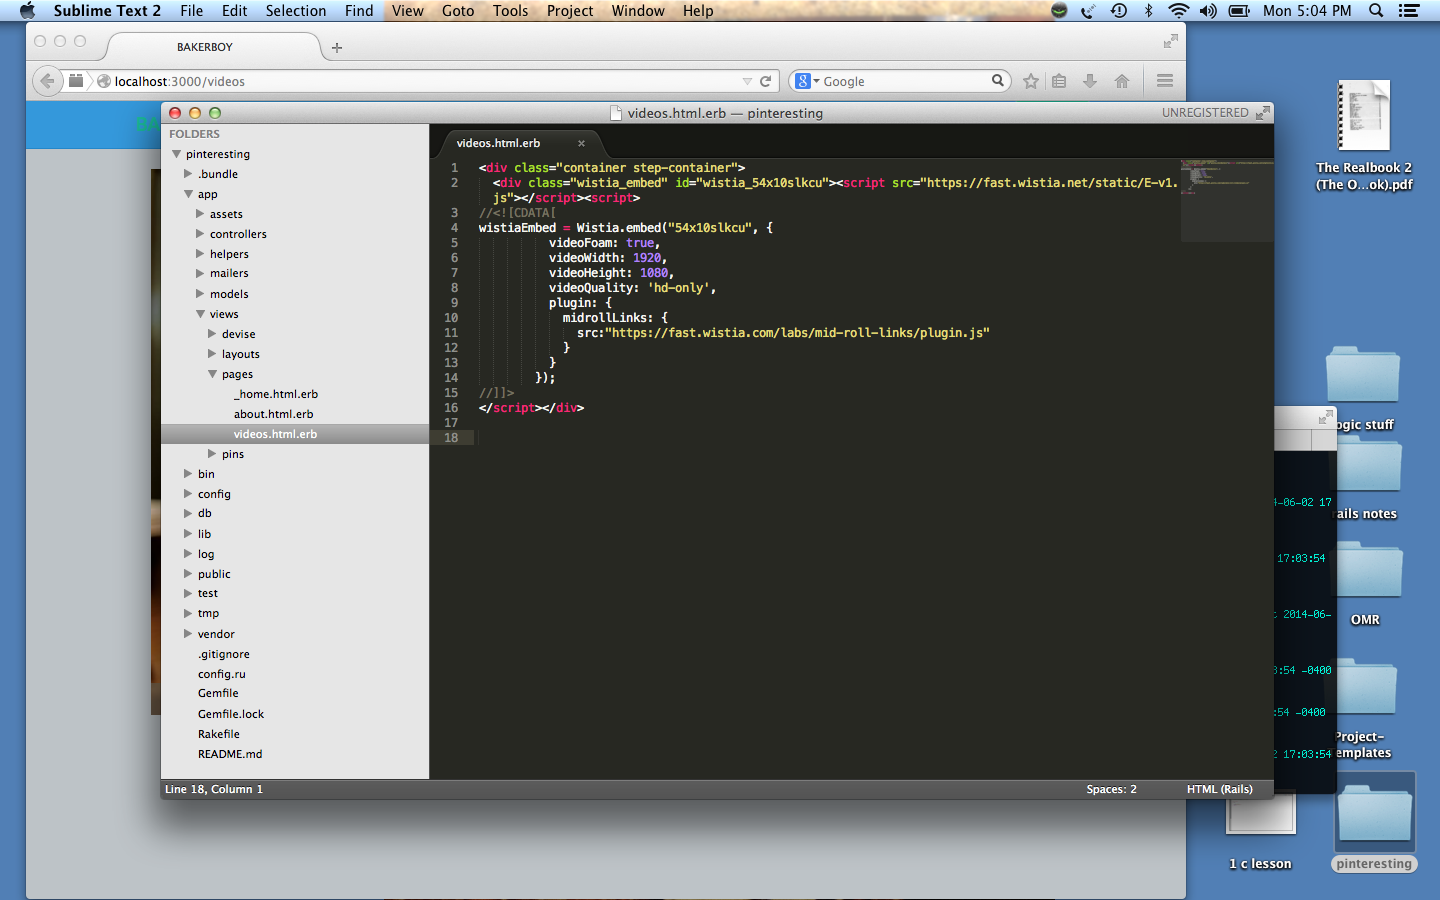 Sublime Text 2 File Edit Selection Find View Goto Tools Project Window Help Mon 5:04 PM
BAKERBOY
localhost:3000/videos
Google
videos.html.erb — pinteresting
UNREGISTERED
FOLDERS
pinteresting
.bundle
app
assets
controllers
helpers
mailers
models
views
devise
layouts
pages
_home.html.erb
about.html.erb
videos.html.erb
pins
bin
config
db
lib
log
public
test
tmp
vendor
.gitignore
config.ru
Gemfile
Gemfile.lock
Rakefile
README.md
videos.html.erb
1 <div class="container step-container">
2 <div class="wistia_embed" id="wistia_54x10slkcu"><script src="https://fast.wistia.net/static/E-v1.
js"></script><script>
3 //<![CDATA[
4 wistiaEmbed = Wistia.embed("54x10slkcu", {
5 videoFoam: true,
6 videoWidth: 1920,
7 videoHeight: 1080,
8 videoQuality: 'hd-only',
9 plugin: {
10 midrollLinks: {
11 src:"https://fast.wistia.com/labs/mid-roll-links/plugin.js"
12 }
13 }
14 });
15 //]]>
16 </script></div>
17
18
Line 18, Column 1
Spaces: 2
HTML (Rails)
The Realbook 2
(The O...ok).pdf
ogic stuff
-06-02 17
ails notes
17:03:54
2014-06-
OMR
:54 -0400
:54 -0400
Project-
emplates
17:03:54
1 c lesson
pinteresting